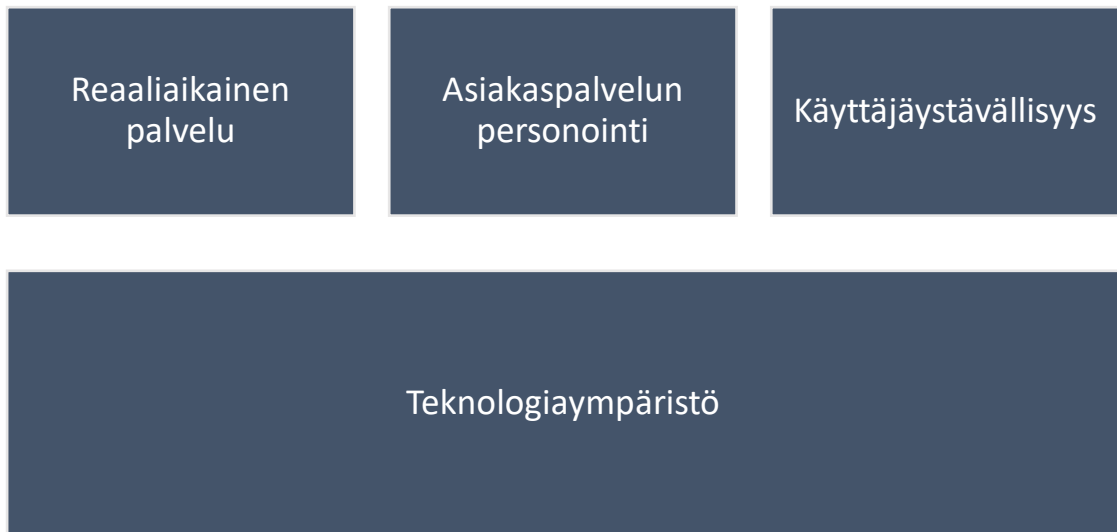 Reaaliaikainen
palvelu
Asiakaspalvelun
personointi
Käyttäjäystävällisyys
Teknologiaympäristö